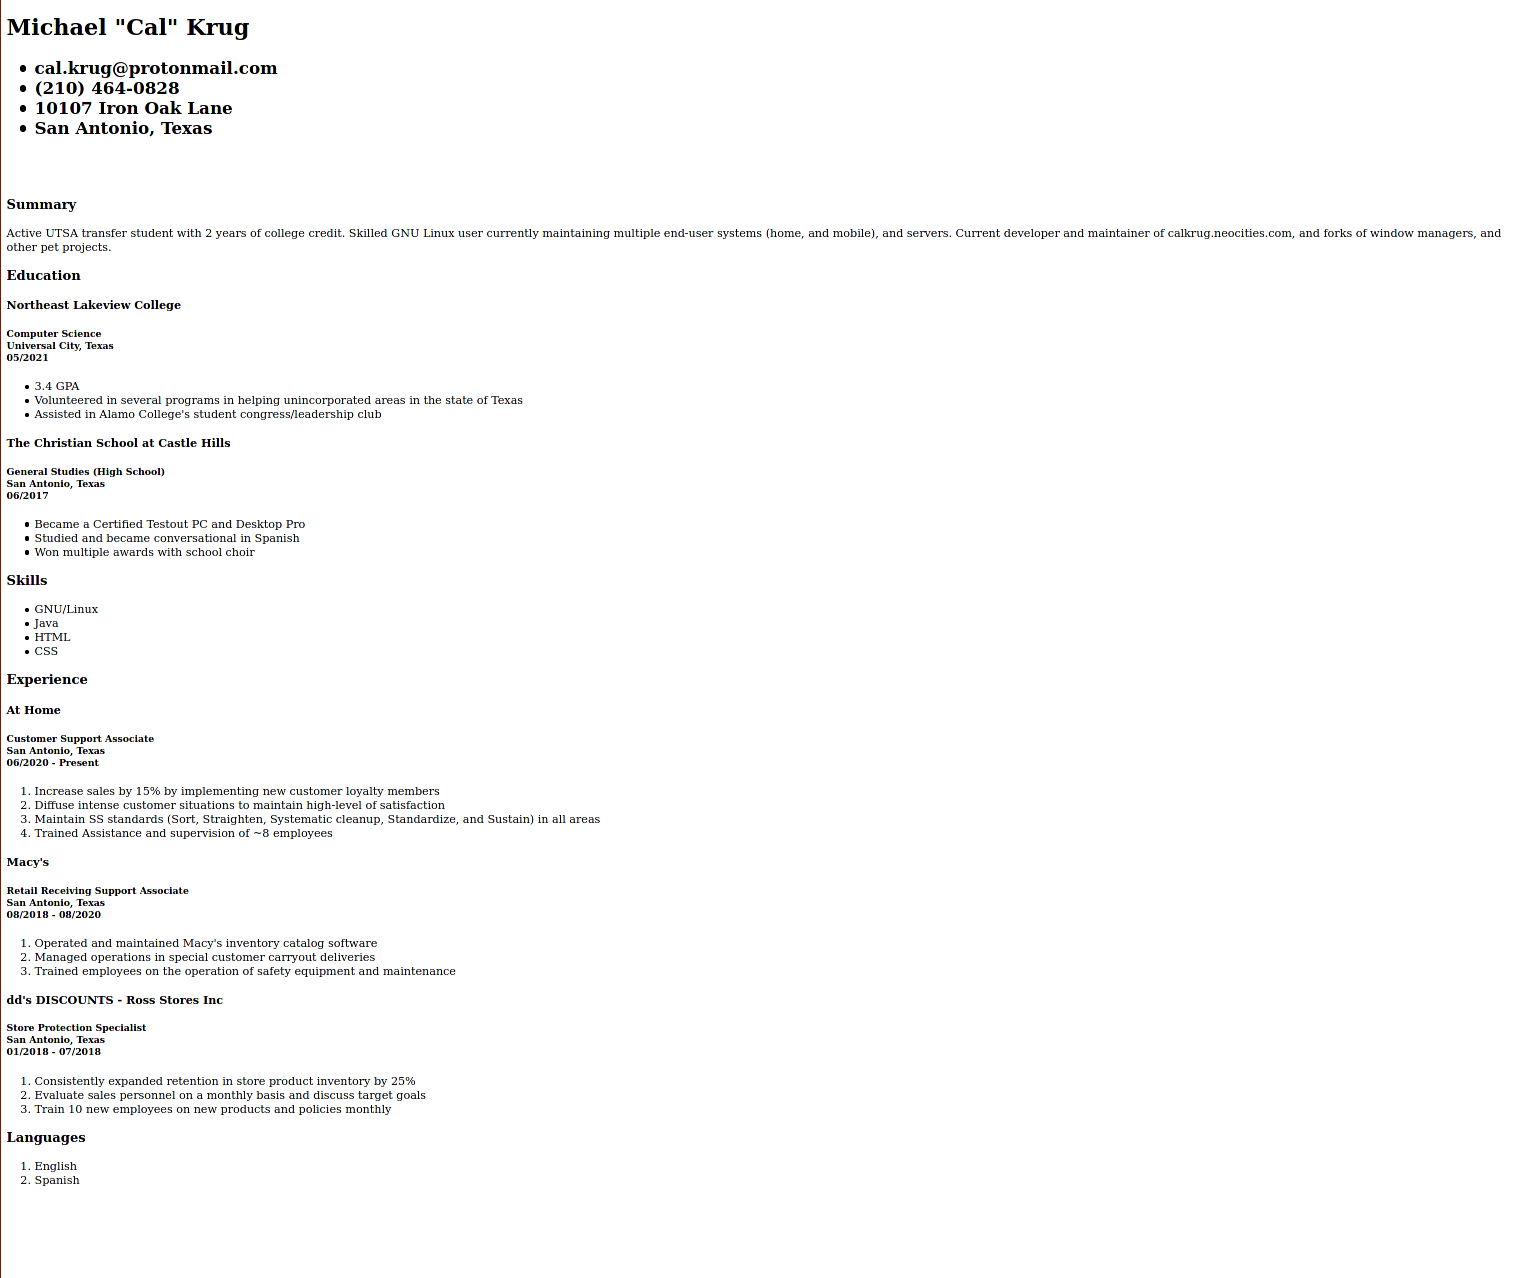 Michael "Cal" Krug
• cal.krug@protonmail.com
• (210) 464-0828
• 10107 Iron Oak Lane
• San Antonio, Texas
Summary
Active UTSA transfer student with 2 years of college credit. Skilled GNU Linux user currently maintaining multiple end-user systems (home, and mobile), and servers. Current developer and maintainer of calkrug.neocities.com, and forks of window managers, and
other pet projects.
Education
Northeast Lakeview College
Computer Science
Universal City, Texas
05/2021
• 3.4 GPA
• Volunteered in several programs in helping unincorporated areas in the state of Texas
• Assisted in Alamo College's student congress/leadership club
The Christian School at Castle Hills
General Studies (High School)
San Antonio, Texas
06/2017
• Became a Certified Testout PC and Desktop Pro
• Studied and became conversational in Spanish
• Won multiple awards with school choir
Skills
• GNU/Linux
• Java
• HTML
• CSS
Experience
At Home
Customer Support Associate
San Antonio, Texas
06/2020 - Present
1. Increase sales by 15% by implementing new customer loyalty members
2. Diffuse intense customer situations to maintain high-level of satisfaction
3. Maintain SS standards (Sort, Straighten, Systematic cleanup, Standardize, and Sustain) in all areas
4. Trained Assistance and supervision of ~8 employees
Macy's
Retail Receiving Support Associate
San Antonio, Texas
08/2018 - 08/2020
1. Operated and maintained Macy's inventory catalog software
2. Managed operations in special customer carryout deliveries
3. Trained employees on the operation of safety equipment and maintenance
dd's DISCOUNTS - Ross Stores Inc
Store Protection Specialist
San Antonio, Texas
01/2018 - 07/2018
1. Consistently expanded retention in store product inventory by 25%
2. Evaluate sales personnel on a monthly basis and discuss target goals
3. Train 10 new employees on new products and policies monthly
Languages
1. English
2. Spanish